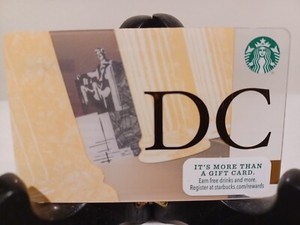 DC
IT'S MORE THAN
A GIFT CARD.
Earn free drinks and more.
Register at starbucks.com/rewards